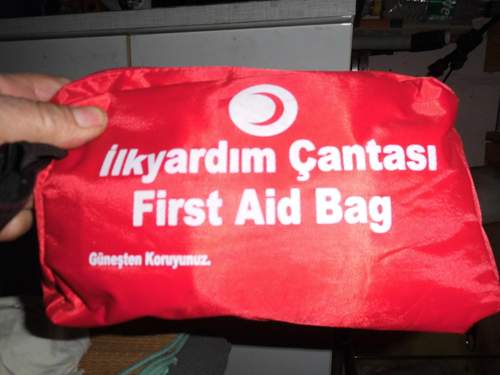 İlkyardım Çantası
First Aid Bag
Güneşten Koruyunuz.